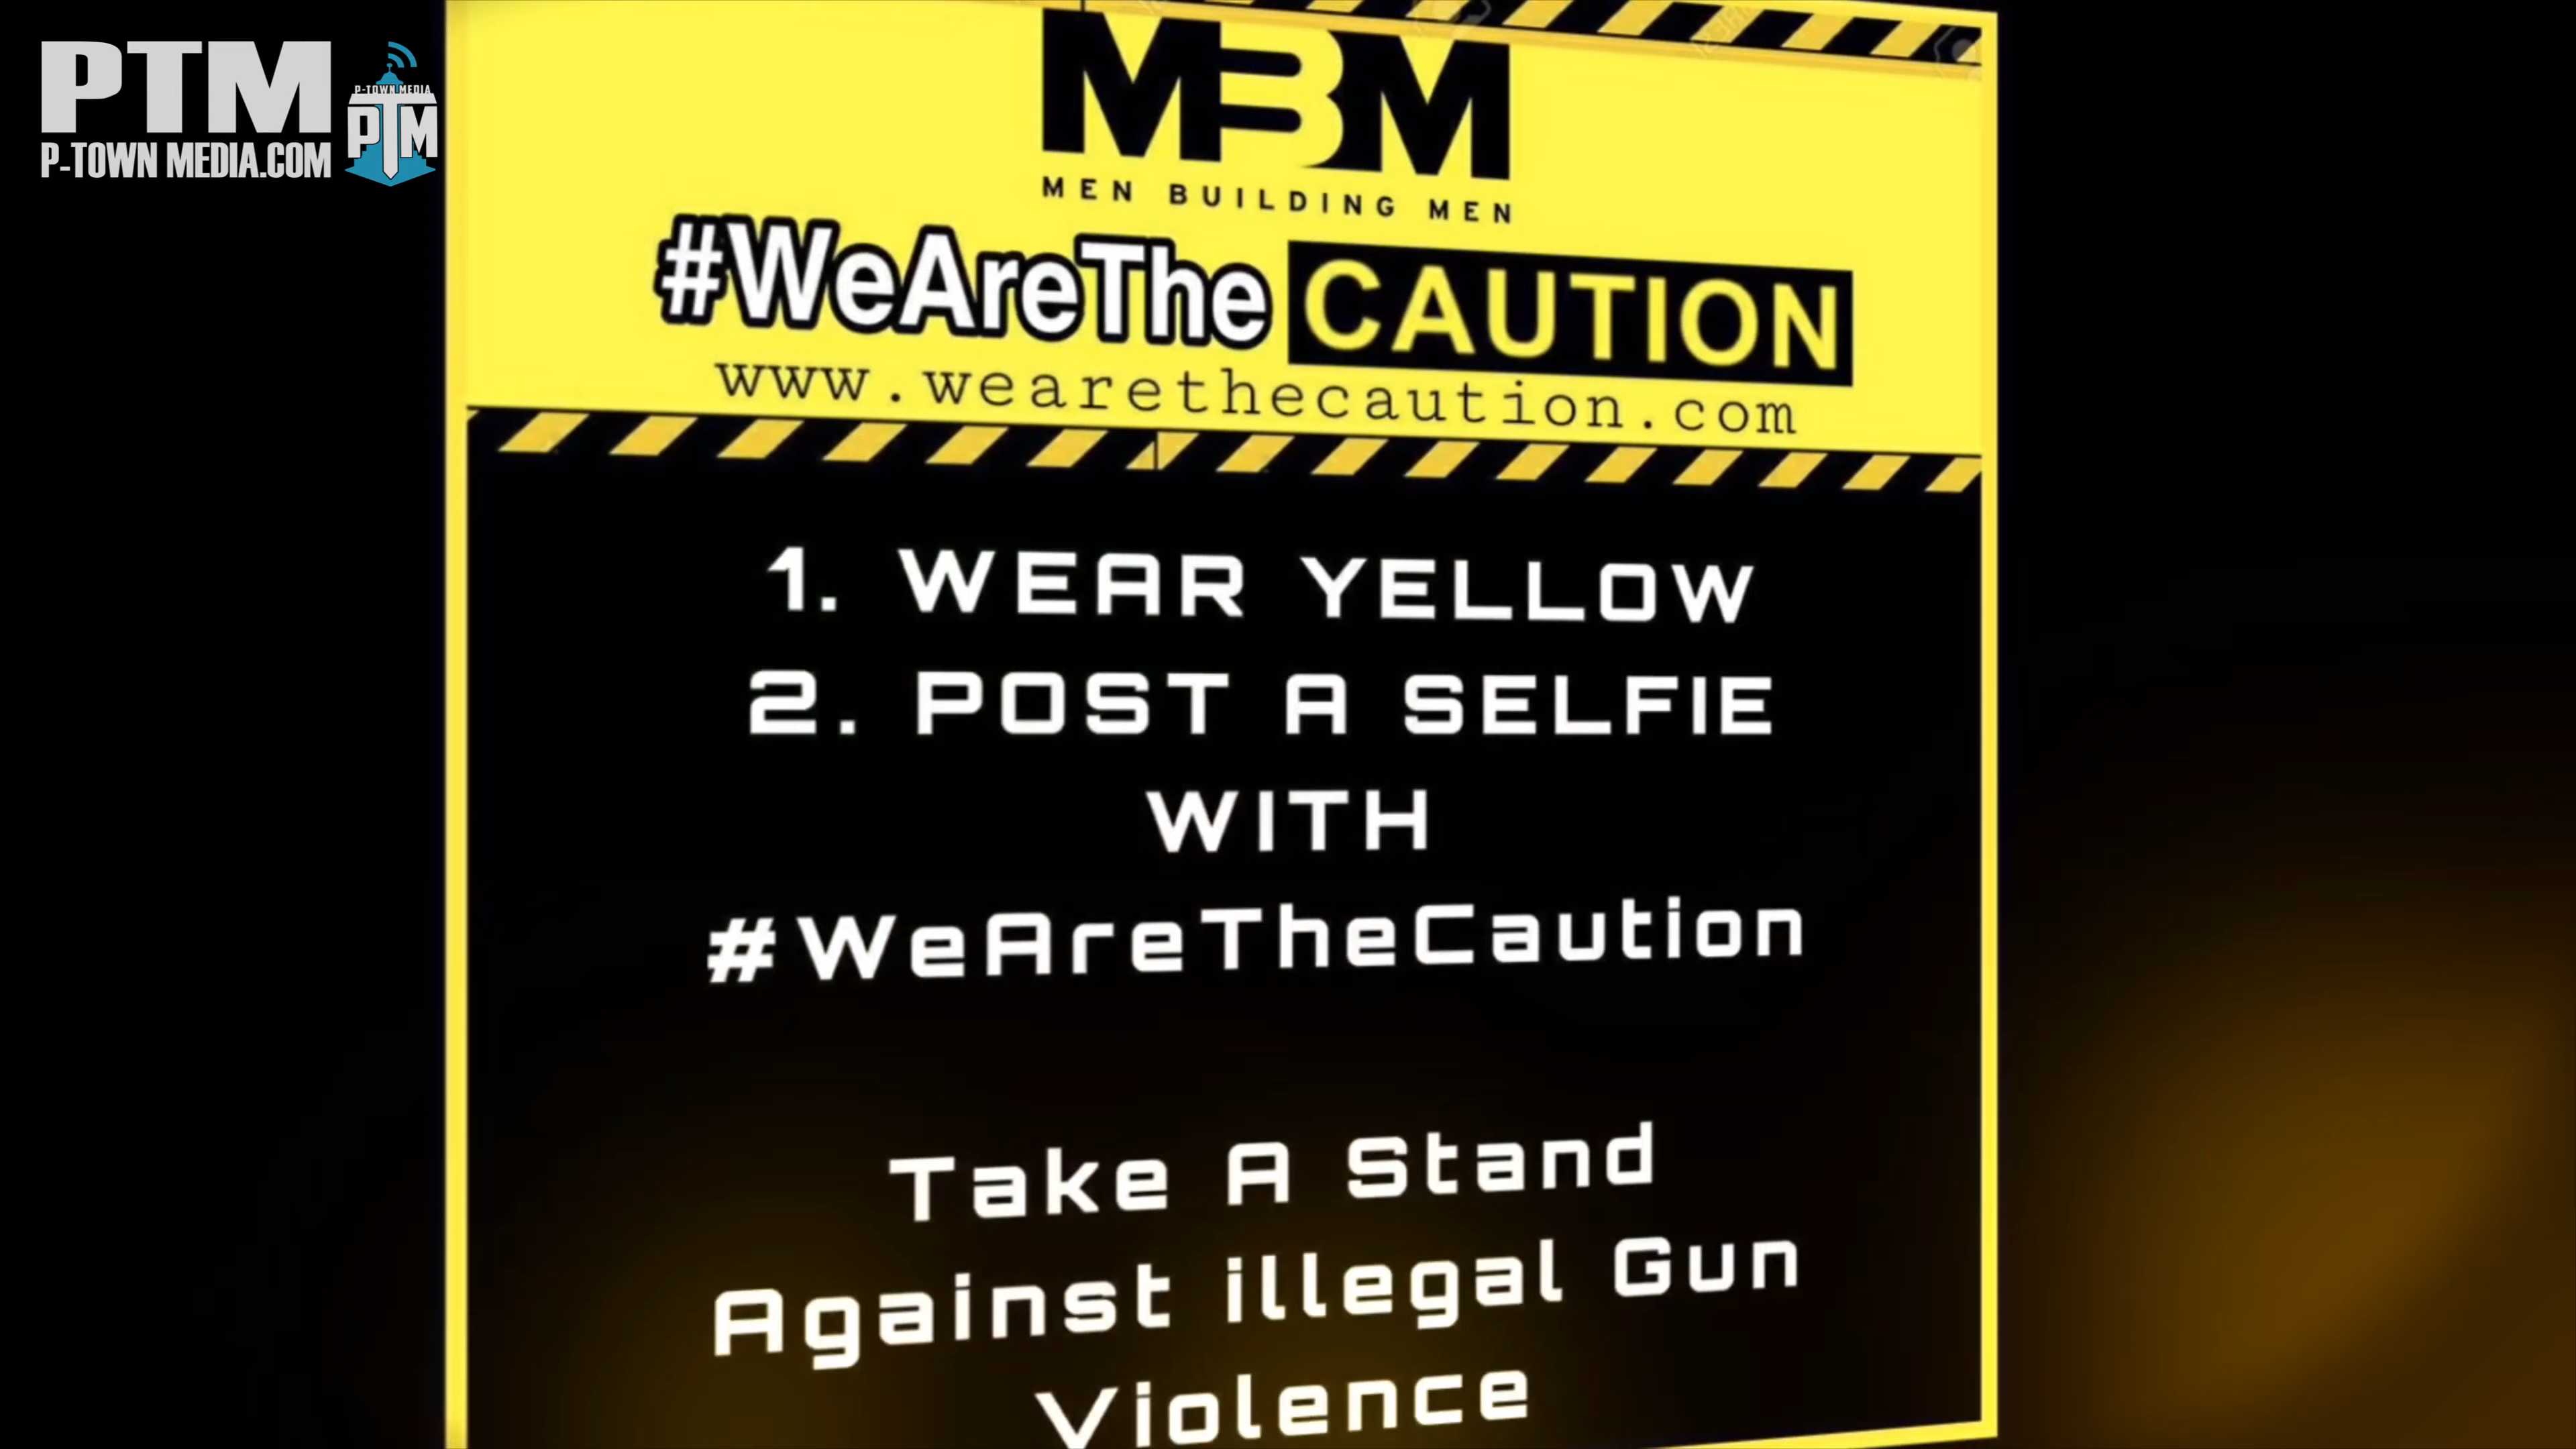 PTM
P-TOWN MEDIA.COM
P-TOWN MEDIA
PTM
MBM
MEN BUILDING MEN
#WeAreThe CAUTION
www.wearethecaution.com
1. WEAR YELLOW
2. POST A SELFIE
WITH
#WeAreTheCaution
Take A Stand
Against illegal Gun
Violence